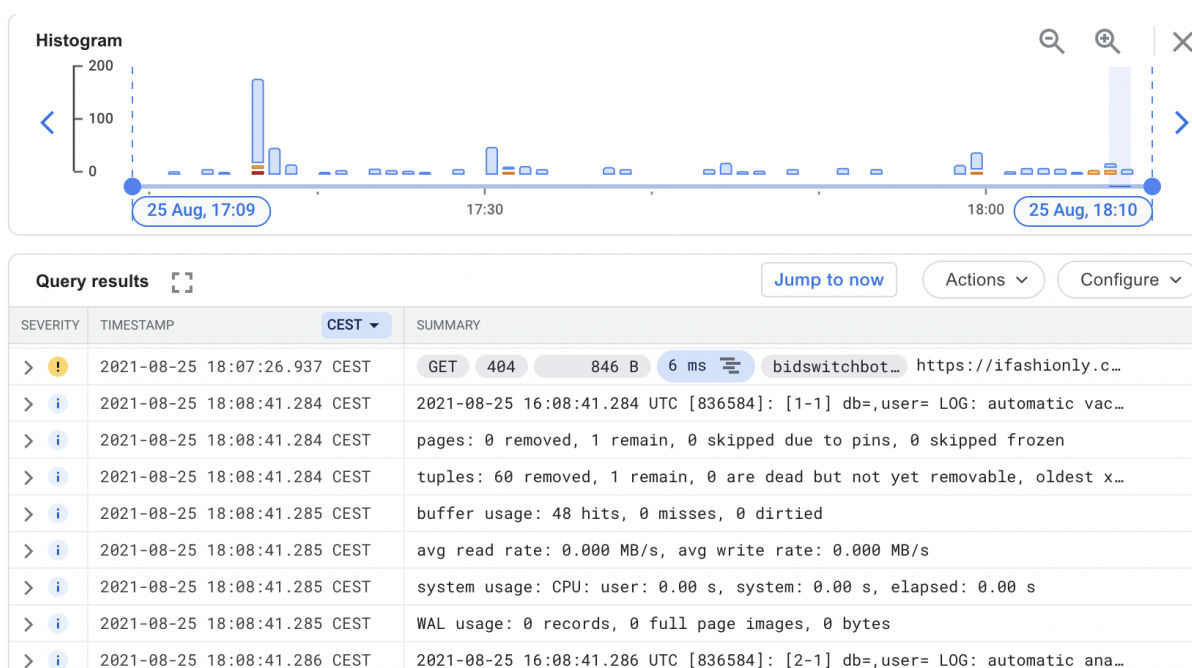 Histogram
200
100
0
17:30
18:00
25 Aug, 17:09
25 Aug, 18:10
Query results
Jump to now
Actions
Configure
SEVERITY TIMESTAMP CEST SUMMARY
2021-08-25 18:07:26.937 CEST GET 404 846 B 6 ms bidswitchbot… https://ifashionly.c…
2021-08-25 18:08:41.284 CEST 2021-08-25 16:08:41.284 UTC [836584]: [1-1] db=,user= LOG: automatic vac…
2021-08-25 18:08:41.284 CEST pages: 0 removed, 1 remain, 0 skipped due to pins, 0 skipped frozen
2021-08-25 18:08:41.284 CEST tuples: 60 removed, 1 remain, 0 are dead but not yet removable, oldest x…
2021-08-25 18:08:41.285 CEST buffer usage: 48 hits, 0 misses, 0 dirtied
2021-08-25 18:08:41.285 CEST avg read rate: 0.000 MB/s, avg write rate: 0.000 MB/s
2021-08-25 18:08:41.285 CEST system usage: CPU: user: 0.00 s, system: 0.00 s, elapsed: 0.00 s
2021-08-25 18:08:41.285 CEST WAL usage: 0 records, 0 full page images, 0 bytes
2021-08-25 18:08:41.286 CEST 2021-08-25 16:08:41.286 UTC [836584]: [2-1] db=,user= LOG: automatic ana…